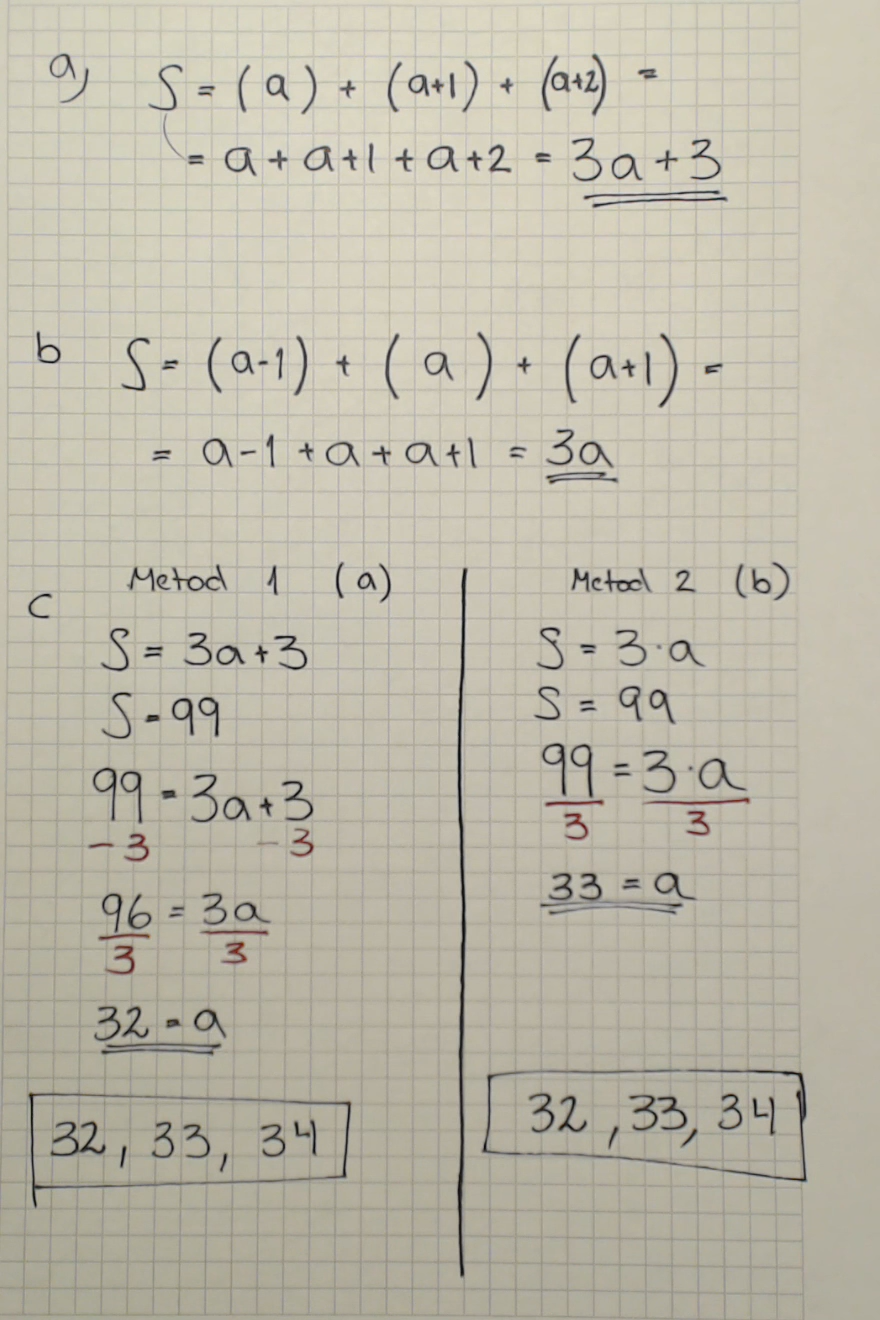 a) S = (a) + (a+1) + (a+2) =
= a + a+1 + a+2 = 3a+3
b S = (a-1) + (a) + (a+1) =
= a-1 + a + a+1 = 3a
c Metod 1 (a)
S = 3a+3
S = 99
99 = 3a+3
-3 -3
96 = 3a
3 3
32 = a
32, 33, 34
Metod 2 (b)
S = 3·a
S = 99
99 = 3·a
3 3
33 = a
32, 33, 34